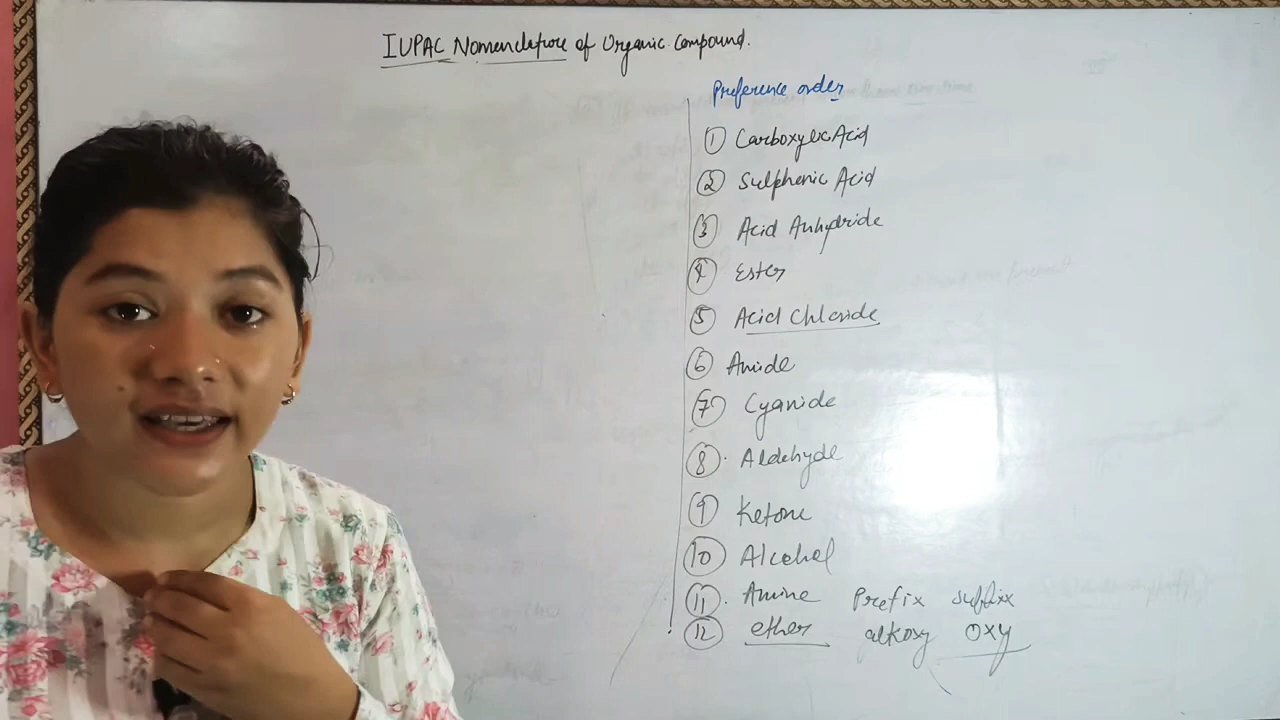 IUPAC Nomenclature of Organic Compound.
Preference order
1 Carboxylic Acid
2 Sulphonic Acid
3 Acid Anhydride
4 Ester
5 Acid Chloride
6 Amide
7 Cyanide
8. Aldehyde
9 Ketone
10 Alcohol
11. Amine Prefix suffix
12 ether alkoxy Oxy